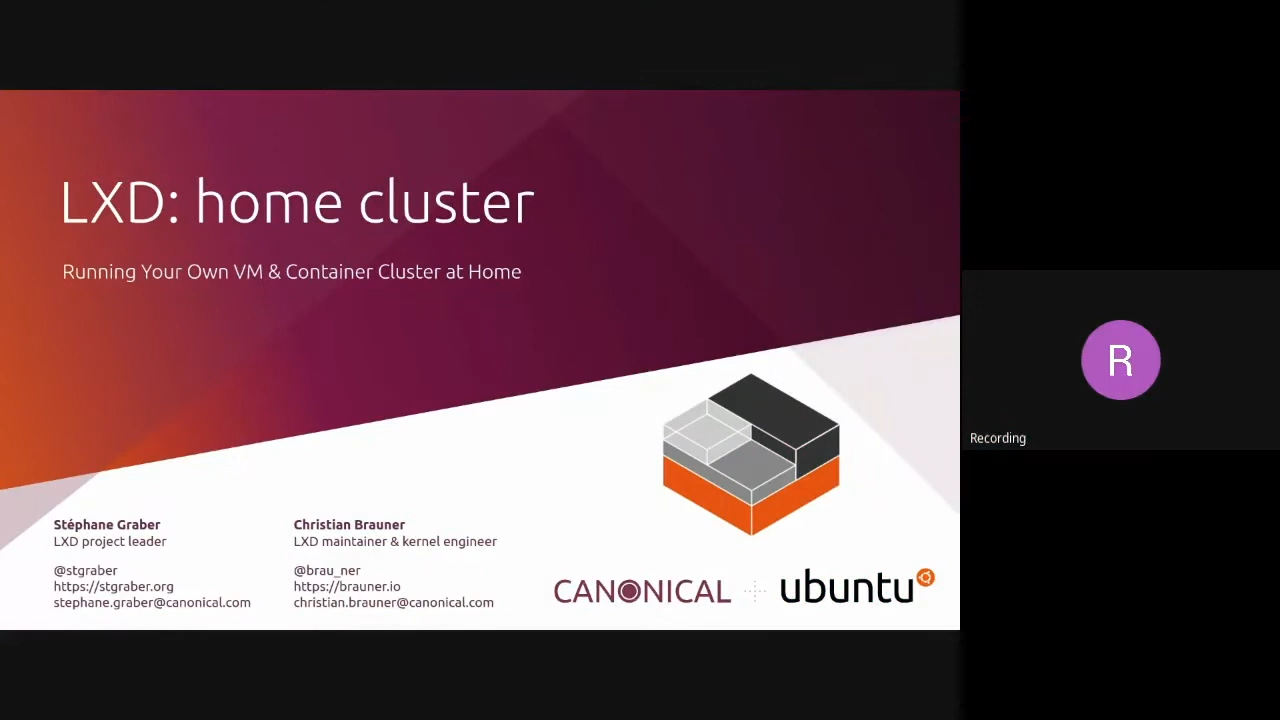 LXD: home cluster
Running Your Own VM & Container Cluster at Home
Stéphane Graber
LXD project leader
@stgraber
https://stgraber.org
stephane.graber@canonical.com
Christian Brauner
LXD maintainer & kernel engineer
@brau_ner
https://brauner.io
christian.brauner@canonical.com
CANONICAL
ubuntu
R
Recording